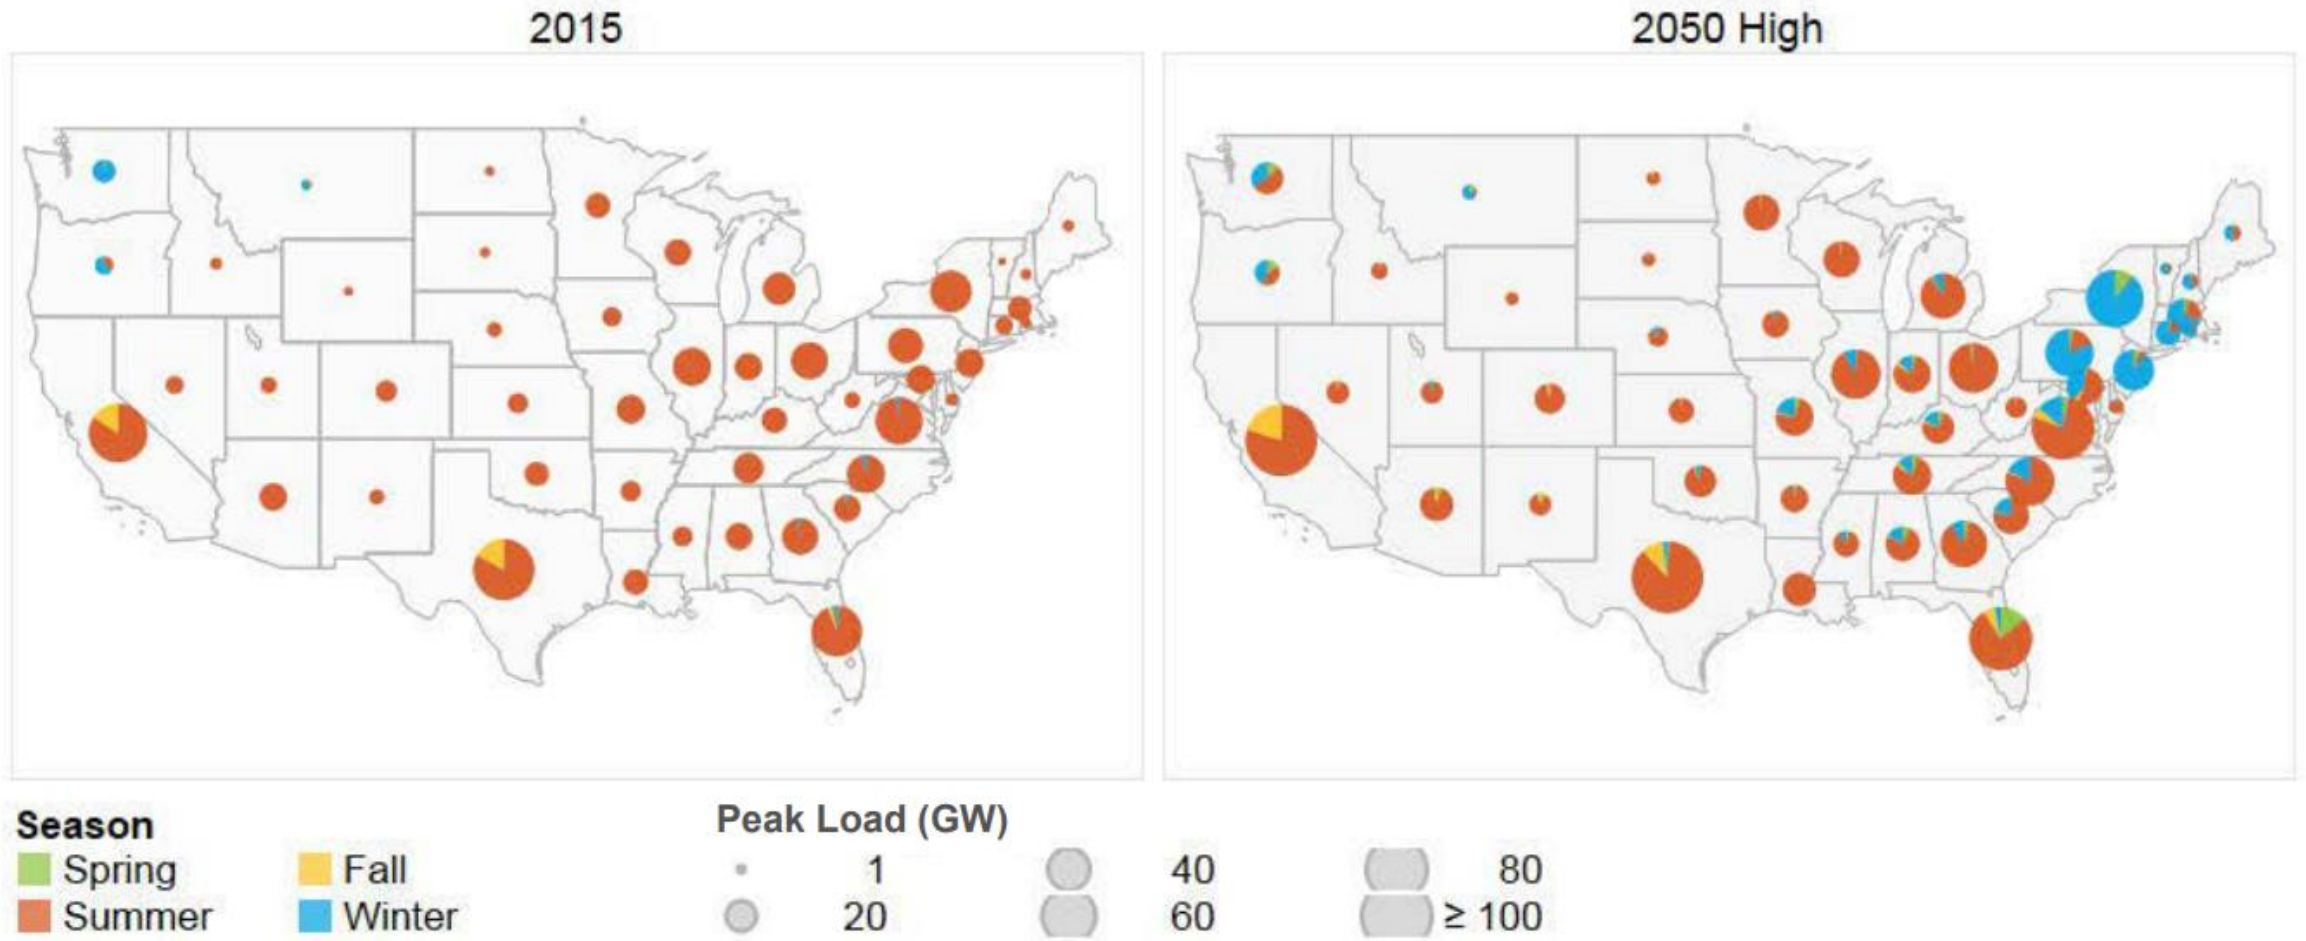 2015
2050 High
Season
Spring
Fall
Summer
Winter
Peak Load (GW)
1
40
80
20
60
≥ 100